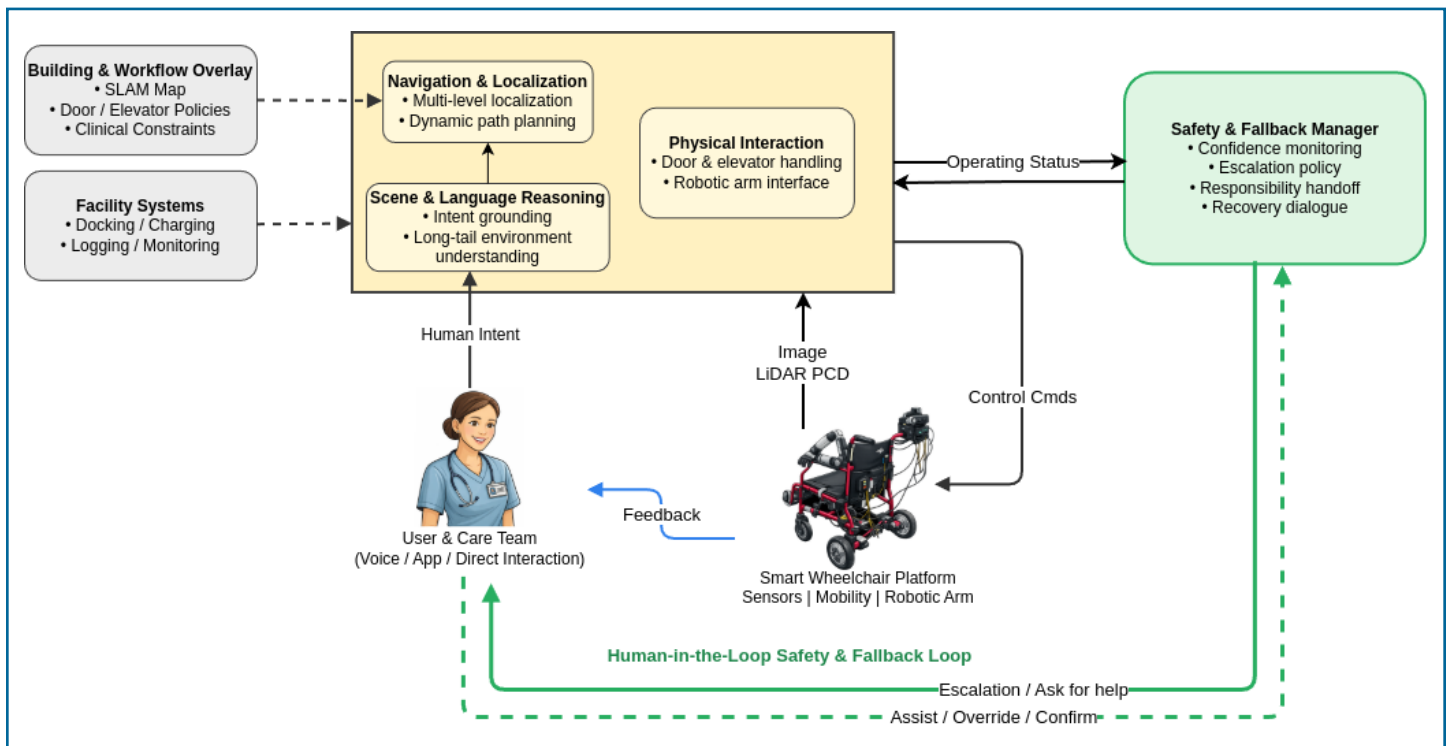 Building & Workflow Overlay
• SLAM Map
• Door / Elevator Policies
• Clinical Constraints
Facility Systems
• Docking / Charging
• Logging / Monitoring
Navigation & Localization
• Multi-level localization
• Dynamic path planning
Scene & Language Reasoning
• Intent grounding
• Long-tail environment
understanding
Physical Interaction
• Door & elevator handling
• Robotic arm interface
Operating Status
Safety & Fallback Manager
• Confidence monitoring
• Escalation policy
• Responsibility handoff
• Recovery dialogue
Human Intent
Image
LiDAR PCD
Control Cmds
Feedback
User & Care Team
(Voice / App / Direct Interaction)
Smart Wheelchair Platform
Sensors | Mobility | Robotic Arm
Human-in-the-Loop Safety & Fallback Loop
Escalation / Ask for help
Assist / Override / Confirm